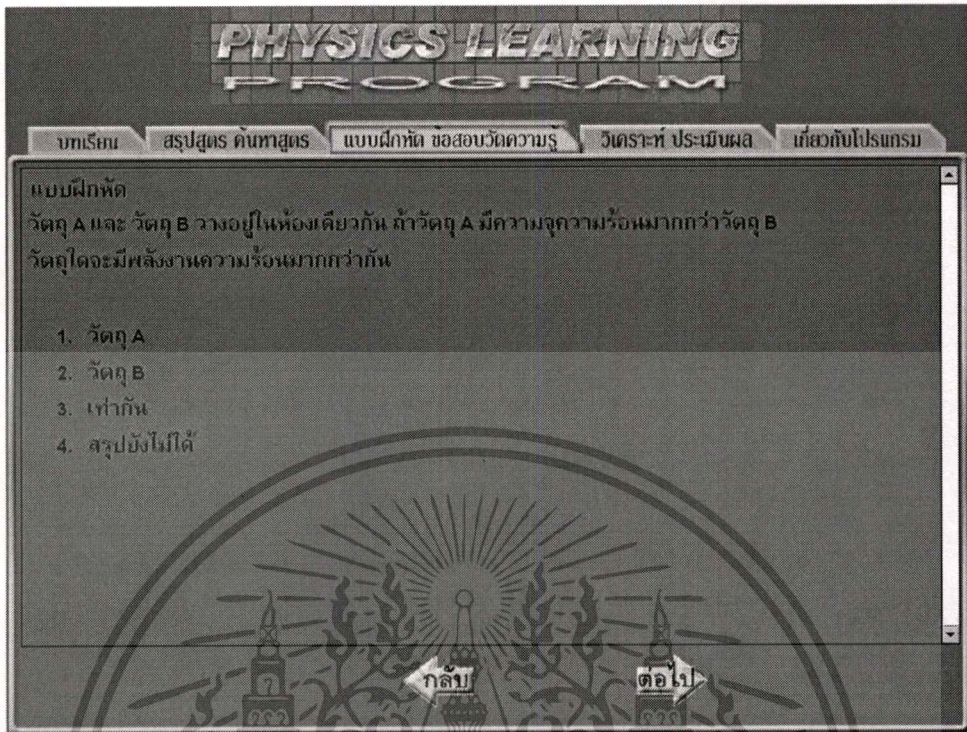 PHYSICS LEARNING
PROGRAM
บทเรียน สรุปสูตร ค้นหาสูตร แบบฝึกหัด ข้อสอบวัดความรู้ วิเคราะห์ ประเมินผล เกี่ยวกับโปรแกรม
แบบฝึกหัด
วัตถุ A และ วัตถุ B วางอยู่ในห้องเดียวกัน ถ้าวัตถุ A มีความจุความร้อนมากกว่าวัตถุ B
วัตถุใดจะมีพลังงานความร้อนมากกว่ากัน
1. วัตถุ A
2. วัตถุ B
3. เท่ากัน
4. สรุปยังไม่ได้
กลับ ต่อไป